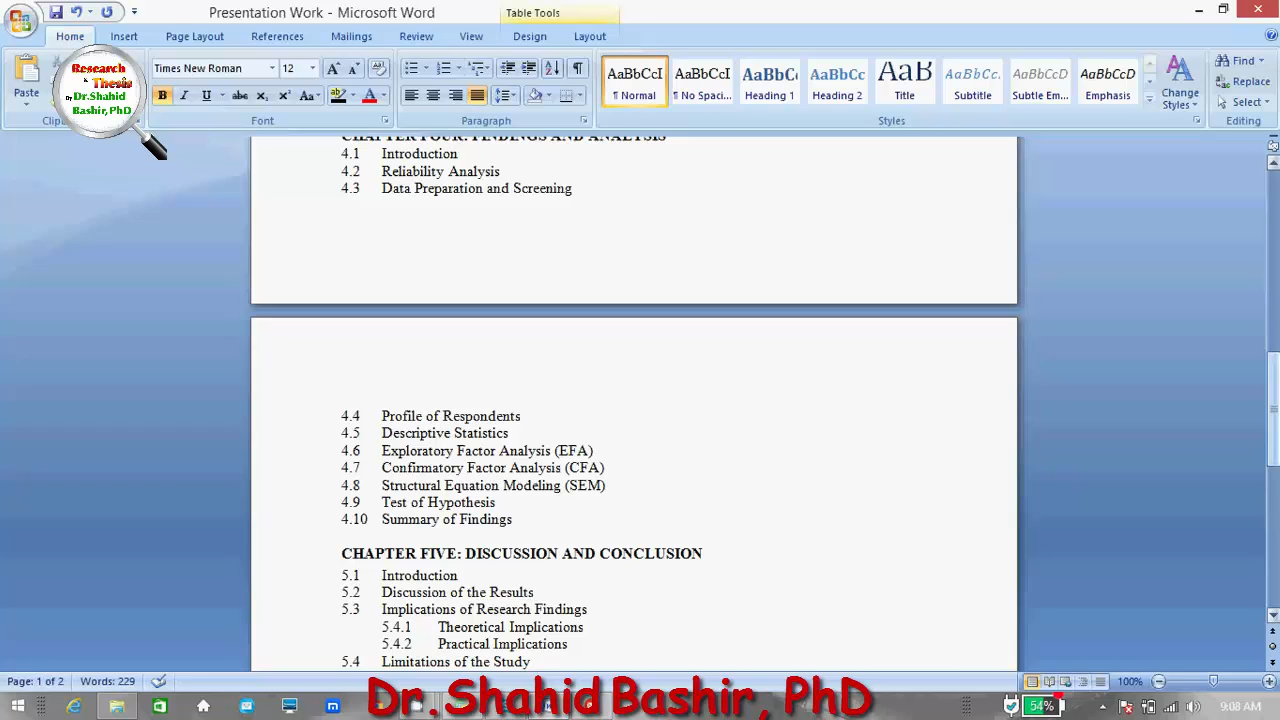 Presentation Work - Microsoft Word
Table Tools
Home Insert Page Layout References Mailings Review View Design Layout
Research
Thesis
By Dr.Shahid
Bashir, PhD
Paste
Times New Roman 12
AaBbCcI AaBbCcI AaBbC AaBbCc AaB AaBbCc. AaBbCcD AaBbCcD
¶ Normal ¶ No Spaci... Heading 1 Heading 2 Title Subtitle Subtle Em... Emphasis
Change
Styles
Find
Replace
Select
Font Paragraph Styles Editing
CHAPTER FOUR: FINDINGS AND ANALYSIS
4.1 Introduction
4.2 Reliability Analysis
4.3 Data Preparation and Screening
4.4 Profile of Respondents
4.5 Descriptive Statistics
4.6 Exploratory Factor Analysis (EFA)
4.7 Confirmatory Factor Analysis (CFA)
4.8 Structural Equation Modeling (SEM)
4.9 Test of Hypothesis
4.10 Summary of Findings
CHAPTER FIVE: DISCUSSION AND CONCLUSION
5.1 Introduction
5.2 Discussion of the Results
5.3 Implications of Research Findings
5.4.1 Theoretical Implications
5.4.2 Practical Implications
5.4 Limitations of the Study
Page: 1 of 2 Words: 229 100%
Dr.Shahid Bashir, PhD
54% 9:08 AM